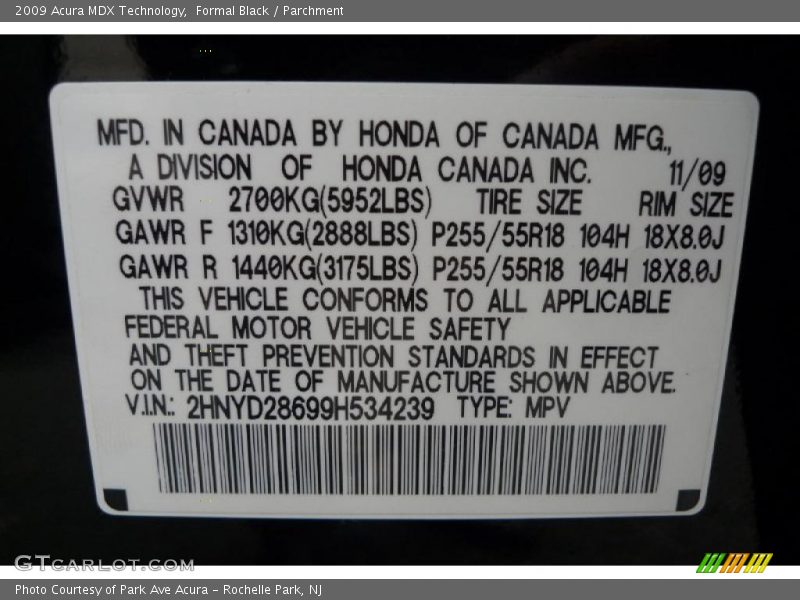 2009 Acura MDX Technology, Formal Black / Parchment
MFD. IN CANADA BY HONDA OF CANADA MFG.,
A DIVISION OF HONDA CANADA INC. 11/09
GVWR 2700KG(5952LBS) TIRE SIZE RIM SIZE
GAWR F 1310KG(2888LBS) P255/55R18 104H 18X8.0J
GAWR R 1440KG(3175LBS) P255/55R18 104H 18X8.0J
THIS VEHICLE CONFORMS TO ALL APPLICABLE
FEDERAL MOTOR VEHICLE SAFETY
AND THEFT PREVENTION STANDARDS IN EFFECT
ON THE DATE OF MANUFACTURE SHOWN ABOVE.
V.I.N.: 2HNYD28699H534239 TYPE: MPV
GTCARLOT.COM
Photo Courtesy of Park Ave Acura - Rochelle Park, NJ